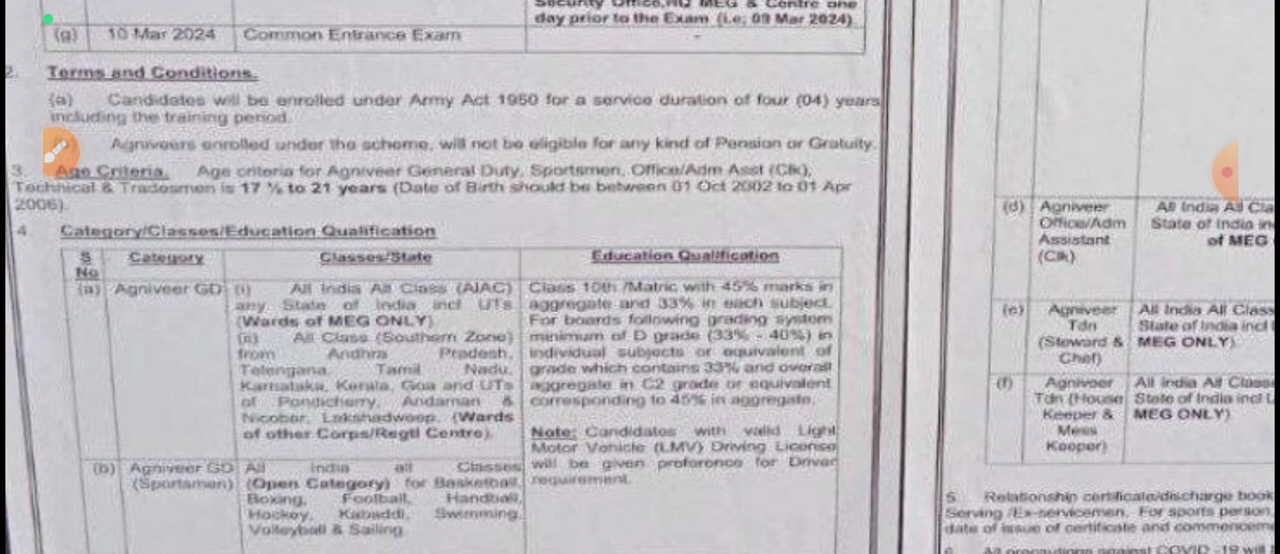 Security Office,HQ MEG & Centre one
day prior to the Exam (i.e; 09 Mar 2024)
(g) 10 Mar 2024 Common Entrance Exam -
2. Terms and Conditions.
(a) Candidates will be enrolled under Army Act 1950 for a service duration of four (04) years
including the training period.
Agniveers enrolled under the scheme, will not be eligible for any kind of Pension or Gratuity.
3. Age Criteria. Age criteria for Agniveer General Duty, Sportsmen, Office/Adm Asst (Clk),
Technical & Tradesmen is 17 ½ to 21 years (Date of Birth should be between 01 Oct 2002 to 01 Apr
2006).
4. Category/Classes/Education Qualification
S No
Category
Classes/State
Education Qualification
(a) Agniveer GD
(i) All India All Class (AIAC)
any State of India incl UTs
(Wards of MEG ONLY)
(ii) All Class (Southern Zone)
from Andhra Pradesh,
Telengana, Tamil Nadu,
Karnataka, Kerala, Goa and UTs
of Pondicherry, Andaman &
Nicobar, Lakshadweep. (Wards
of other Corps/Regtl Centre)
Class 10th /Matric with 45% marks in
aggregate and 33% in each subject.
For boards following grading system
minimum of D grade (33% - 40%) in
individual subjects or equivalent of
grade which contains 33% and overall
aggregate in C2 grade or equivalent
corresponding to 45% in aggregate.
Note: Candidates with valid Light
Motor Vehicle (LMV) Driving License
will be given preference for Driver
requirement.
(b) Agniveer GD
(Sportsmen)
All India all Classes
(Open Category) for Basketball,
Boxing, Football, Handball,
Hockey, Kabaddi, Swimming,
Volleyball & Sailing
(d) Agniveer
Office/Adm
Assistant
(Clk)
All India All Cla
State of India in
of MEG
(e) Agniveer
Tdn
(Steward &
Chef)
All India All Class
State of India incl
MEG ONLY)
(f) Agniveer
Tdn (House
Keeper &
Mess
Keeper)
All India All Class
State of India incl
MEG ONLY)
5. Relationship certificate/discharge book
Serving /Ex-servicemen. For sports person,
date of issue of certificate and commencem
6. All precautions against COVID -19 will